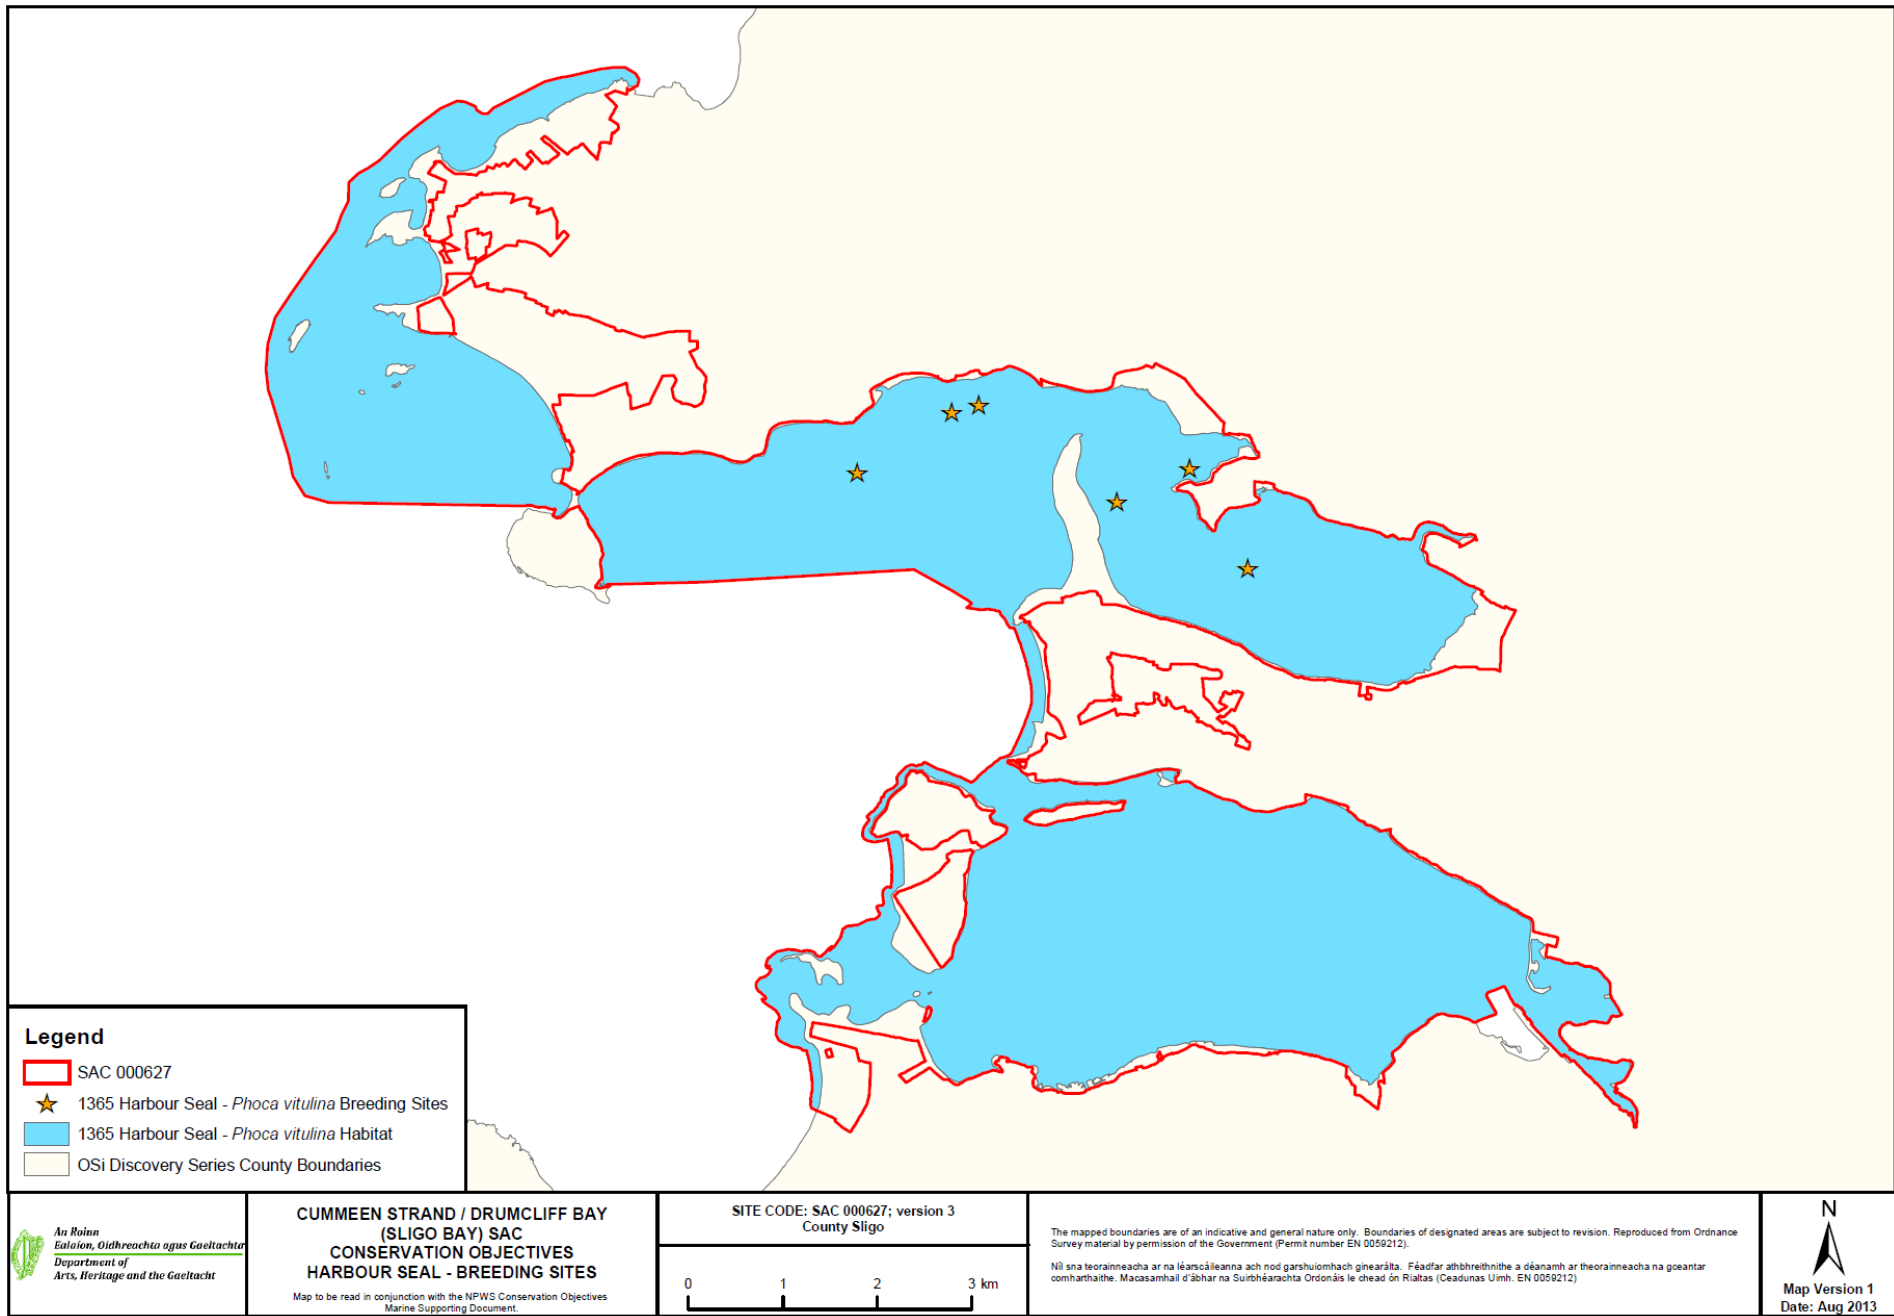 Legend
SAC 000627
1365 Harbour Seal - Phoca vitulina Breeding Sites
1365 Harbour Seal - Phoca vitulina Habitat
OSi Discovery Series County Boundaries
An Roinn
Ealaíon, Oidhreachta agus Gaeltachta
Department of
Arts, Heritage and the Gaeltacht
CUMMEEN STRAND / DRUMCLIFF BAY
(SLIGO BAY) SAC
CONSERVATION OBJECTIVES
HARBOUR SEAL - BREEDING SITES
Map to be read in conjunction with the NPWS Conservation Objectives
Marine Supporting Document.
SITE CODE: SAC 000627; version 3
County Sligo
0 1 2 3 km
The mapped boundaries are of an indicative and general nature only. Boundaries of designated areas are subject to revision. Reproduced from Ordnance
Survey material by permission of the Government (Permit number EN 0059212).
Níl sna teorainneacha ar na léarscáileanna ach nod garshuiomhach ginearálta. Féadfar athbhreithnithe a déanamh ar theorainneacha na gceantar
comharthaithe. Macasamhail d'ábhar na Suirbhéarachta Ordonáis le chead ón Rialtas (Ceadunas Uimh. EN 0059212)
N
Map Version 1
Date: Aug 2013